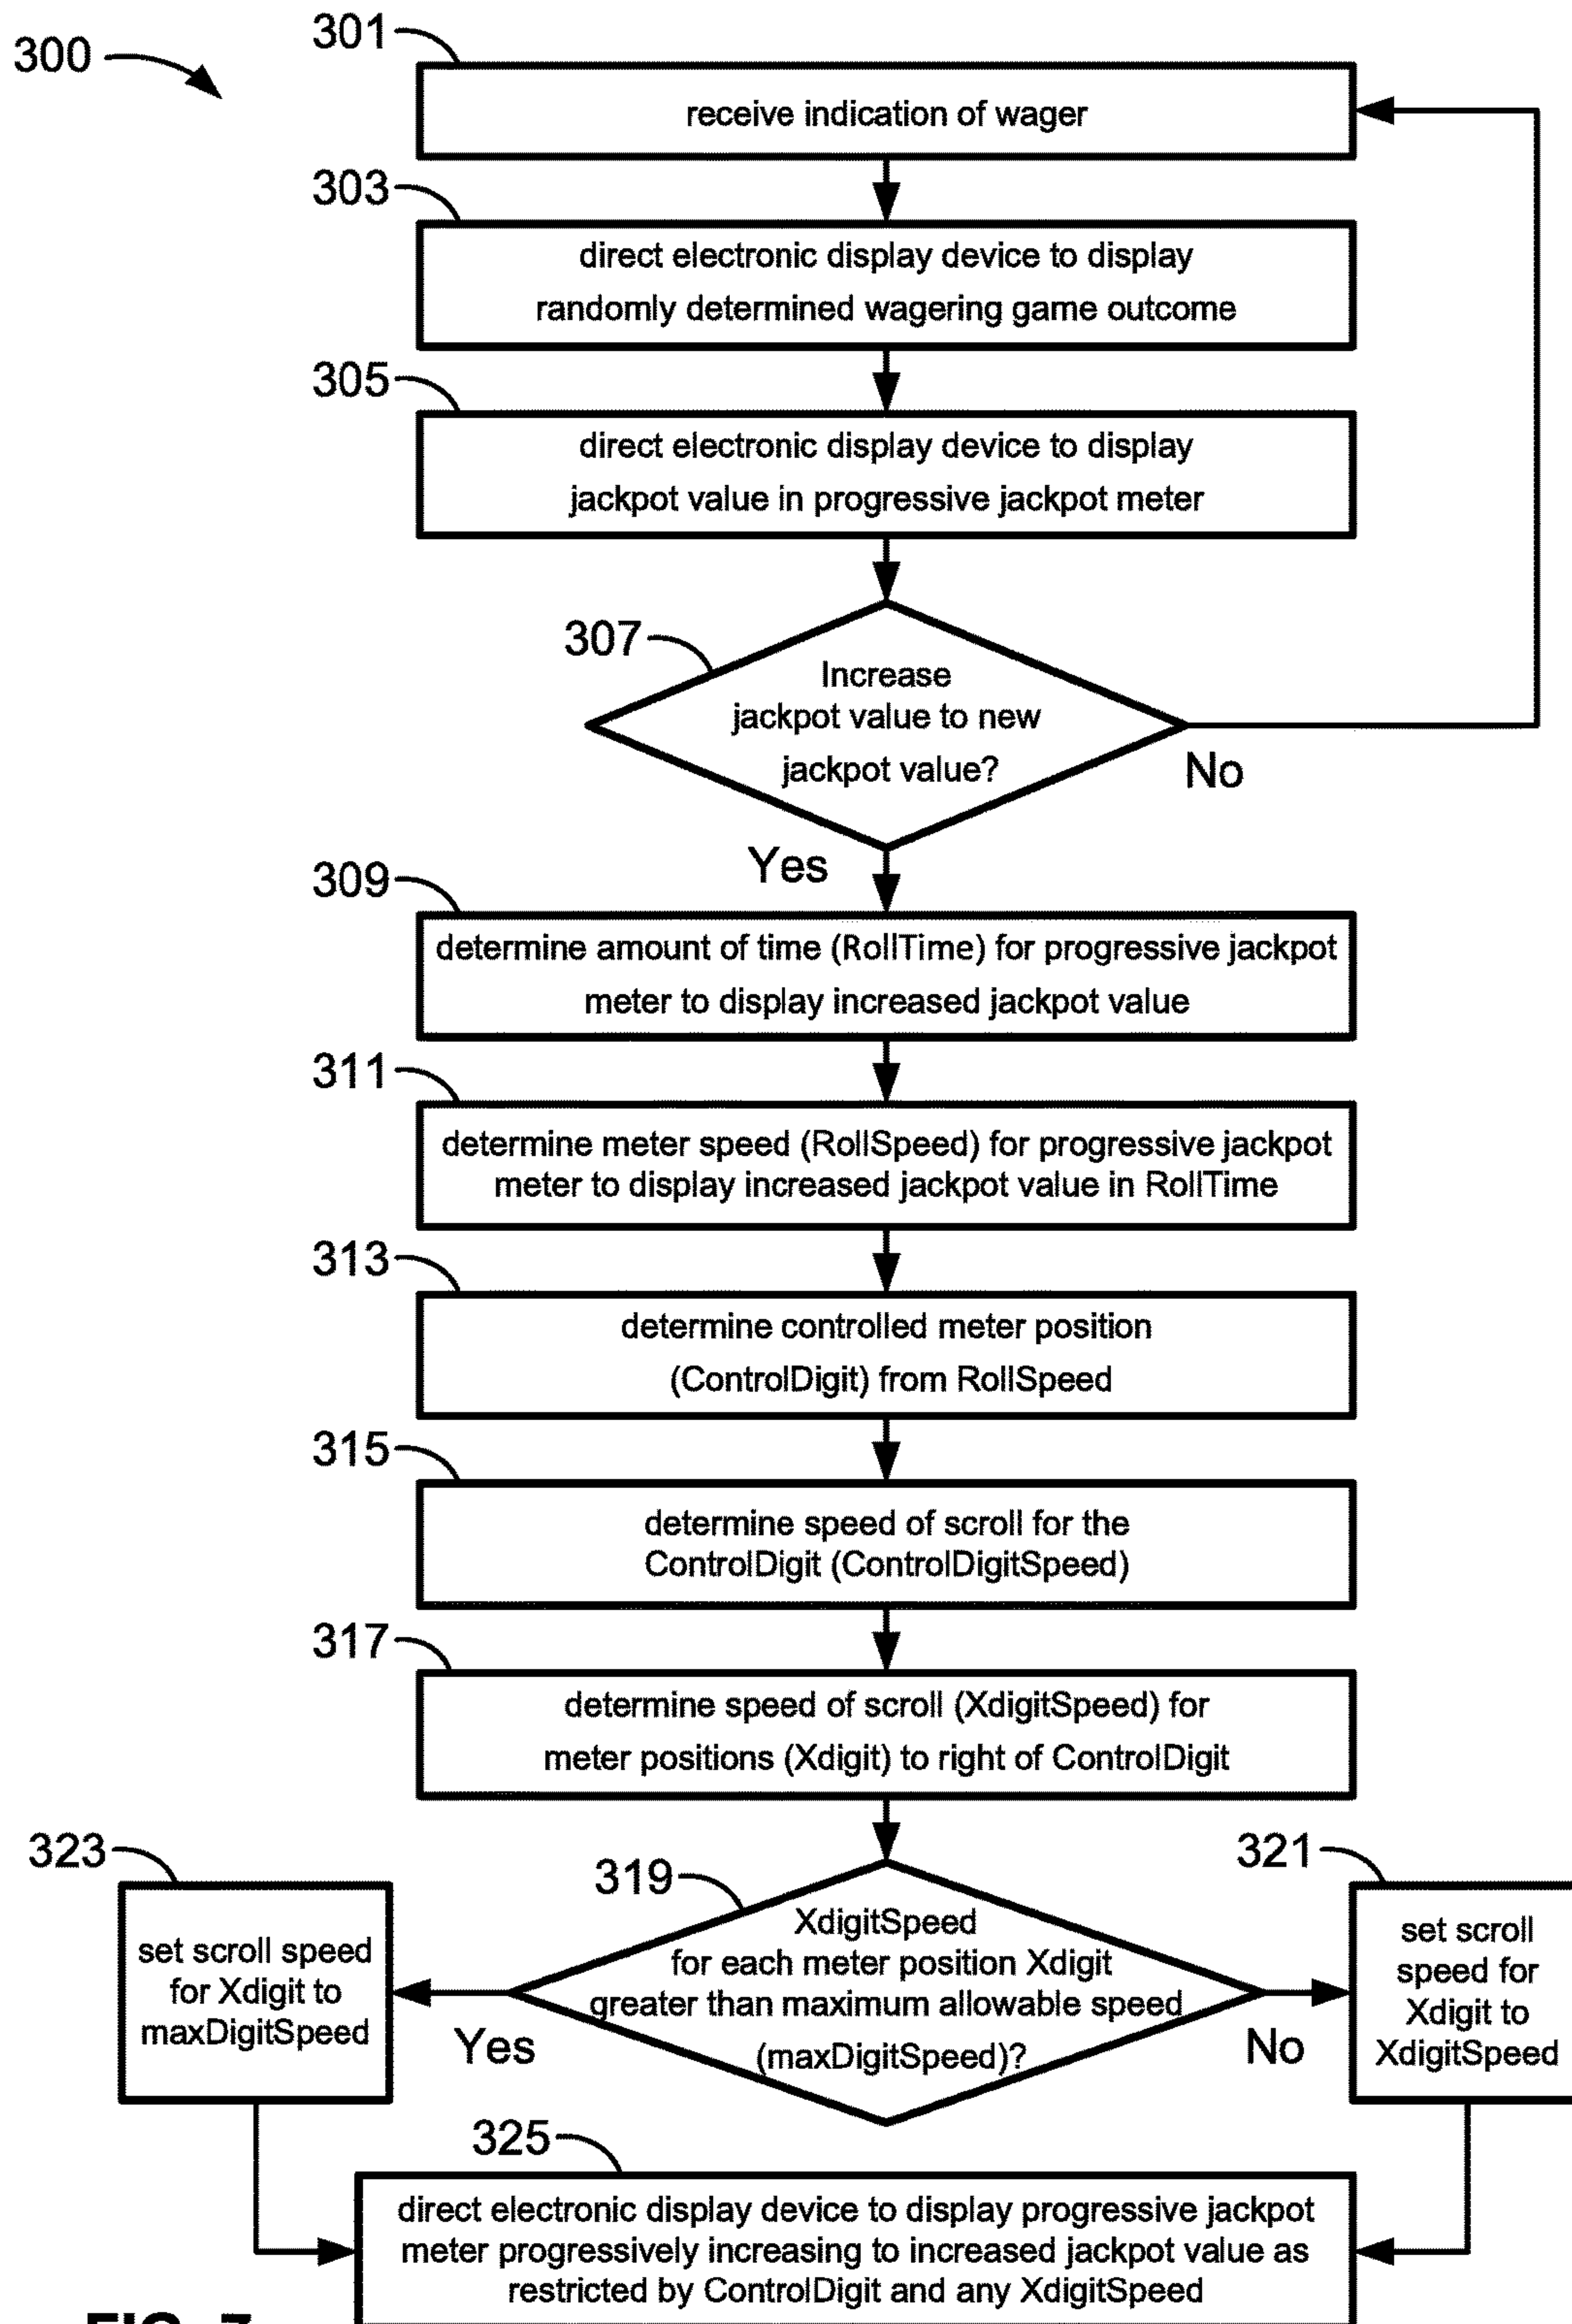 300
301
receive indication of wager
303
direct electronic display device to display
randomly determined wagering game outcome
305
direct electronic display device to display
jackpot value in progressive jackpot meter
307
Increase
jackpot value to new
jackpot value?
No
Yes
309
determine amount of time (RollTime) for progressive jackpot
meter to display increased jackpot value
311
determine meter speed (RollSpeed) for progressive jackpot
meter to display increased jackpot value in RollTime
313
determine controlled meter position
(ControlDigit) from RollSpeed
315
determine speed of scroll for the
ControlDigit (ControlDigitSpeed)
317
determine speed of scroll (XdigitSpeed) for
meter positions (Xdigit) to right of ControlDigit
323
set scroll speed
for Xdigit to
maxDigitSpeed
319
XdigitSpeed
for each meter position Xdigit
greater than maximum allowable speed
(maxDigitSpeed)?
Yes
No
321
set scroll
speed for
Xdigit to
XdigitSpeed
325
direct electronic display device to display progressive jackpot
meter progressively increasing to increased jackpot value as
restricted by ControlDigit and any XdigitSpeed